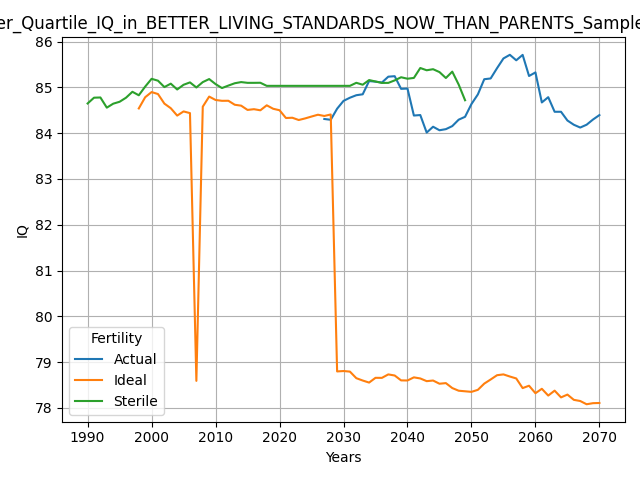 er_Quartile_IQ_in_BETTER_LIVING_STANDARDS_NOW_THAN_PARENTS_Sample
86
85
84
83
82
81
80
79
78
IQ
Fertility
Actual
Ideal
Sterile
1990 2000 2010 2020 2030 2040 2050 2060 2070
Years